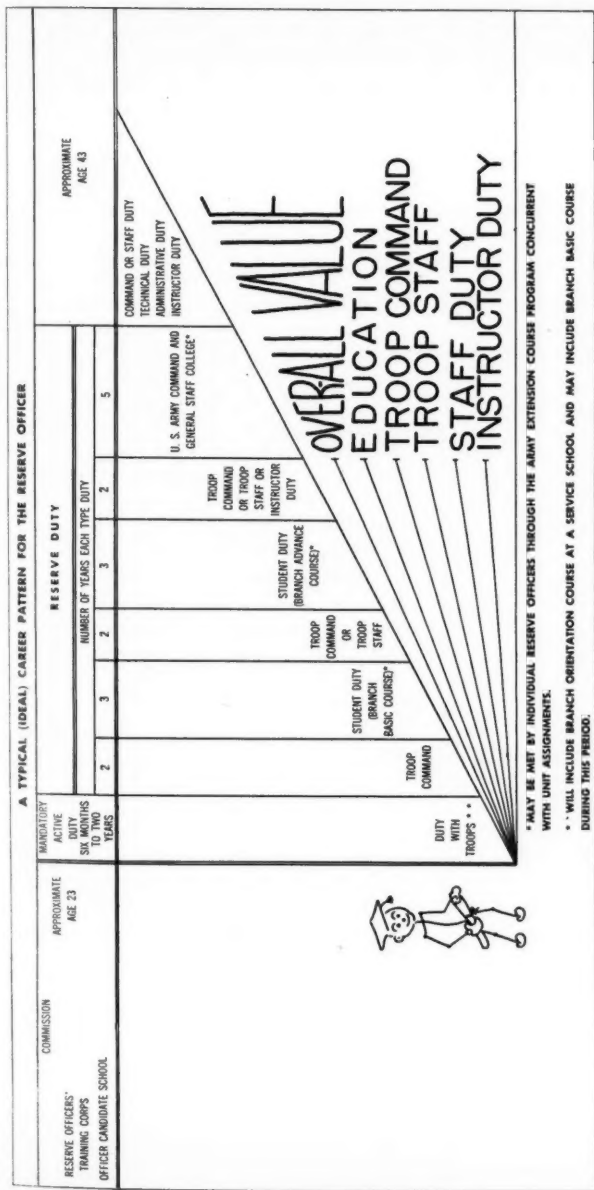 A TYPICAL (IDEAL) CAREER PATTERN FOR THE RESERVE OFFICER
COMMISSION
RESERVE OFFICERS'
TRAINING CORPS
OFFICER CANDIDATE SCHOOL
APPROXIMATE
AGE 23
MANDATORY
ACTIVE
DUTY
SIX MONTHS
TO TWO
YEARS
RESERVE DUTY
NUMBER OF YEARS EACH TYPE DUTY
2
3
2
3
2
5
APPROXIMATE
AGE 43
DUTY
WITH
TROOPS **
TROOP
COMMAND
STUDENT DUTY
(BRANCH
BASIC COURSE)*
TROOP
COMMAND
OR
TROOP
STAFF
STUDENT DUTY
(BRANCH ADVANCE
COURSE)*
TROOP
COMMAND
OR TROOP
STAFF OR
INSTRUCTOR
DUTY
U. S. ARMY COMMAND AND
GENERAL STAFF COLLEGE*
COMMAND OR STAFF DUTY
TECHNICAL DUTY
ADMINISTRATIVE DUTY
INSTRUCTOR DUTY
OVER-ALL VALUE
EDUCATION
TROOP COMMAND
TROOP STAFF
STAFF DUTY
INSTRUCTOR DUTY
* MAY BE MET BY INDIVIDUAL RESERVE OFFICERS THROUGH THE ARMY EXTENSION COURSE PROGRAM CONCURRENT
WITH UNIT ASSIGNMENTS.
** WILL INCLUDE BRANCH ORIENTATION COURSE AT A SERVICE SCHOOL AND MAY INCLUDE BRANCH BASIC COURSE
DURING THIS PERIOD.